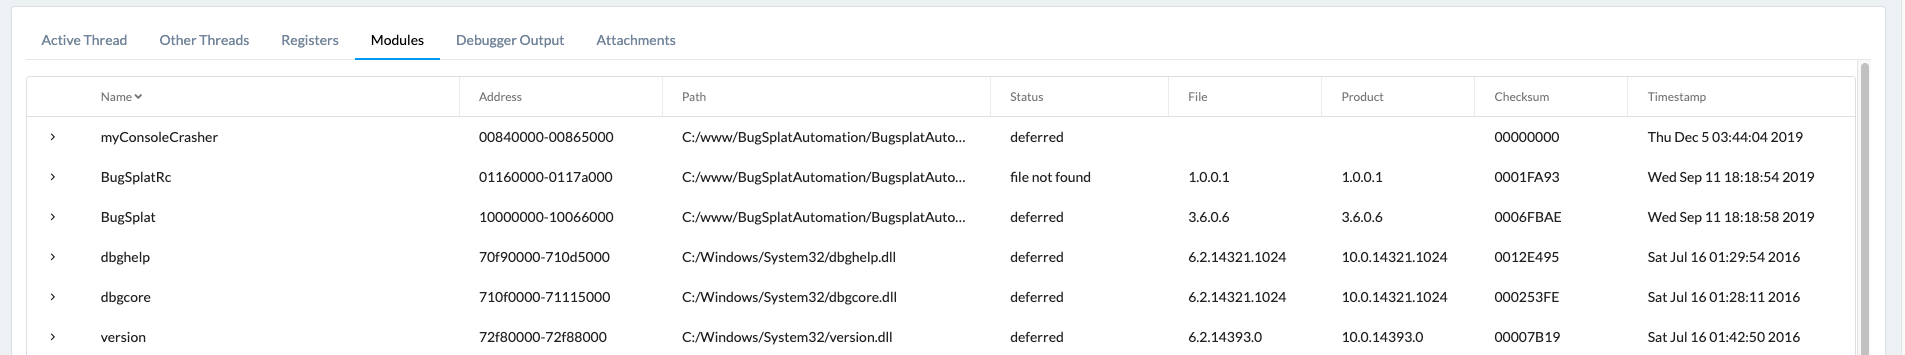 Active Thread Other Threads Registers Modules Debugger Output Attachments
Name Address Path Status File Product Checksum Timestamp
myConsoleCrasher 00840000-00865000 C:/www/BugSplatAutomation/BugsplatAuto... deferred 00000000 Thu Dec 5 03:44:04 2019
BugSplatRc 01160000-0117a000 C:/www/BugSplatAutomation/BugsplatAuto... file not found 1.0.0.1 1.0.0.1 0001FA93 Wed Sep 11 18:18:54 2019
BugSplat 10000000-10066000 C:/www/BugSplatAutomation/BugsplatAuto... deferred 3.6.0.6 3.6.0.6 0006FBAE Wed Sep 11 18:18:58 2019
dbghelp 70f90000-710d5000 C:/Windows/System32/dbghelp.dll deferred 6.2.14321.1024 10.0.14321.1024 0012E495 Sat Jul 16 01:29:54 2016
dbgcore 710f0000-71115000 C:/Windows/System32/dbgcore.dll deferred 6.2.14321.1024 10.0.14321.1024 000253FE Sat Jul 16 01:28:11 2016
version 72f80000-72f88000 C:/Windows/System32/version.dll deferred 6.2.14393.0 10.0.14393.0 00007B19 Sat Jul 16 01:42:50 2016